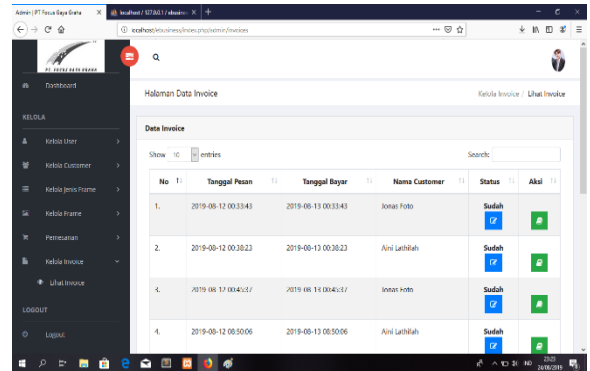 Admin | PT Focus Gaya Graha
localhost / 127.0.0.1 / ebusines
localhost/ebusiness/index.php/admin/invoices
Dashboard
KELOLA
Kelola User
Kelola Customer
Kelola Jenis Frame
Kelola Frame
Pemesanan
Kelola Invoice
Lihat Invoice
LOGOUT
Logout
Halaman Data Invoice
Kelola Invoice / Lihat Invoice
Data Invoice
Show 10 entries
Search:
No Tanggal Pesan Tanggal Bayar Nama Customer Status Aksi
1. 2019-08-12 00:33:43 2019-08-13 00:33:43 Jonas Foto Sudah
2. 2019-08-12 00:38:23 2019-08-13 00:38:23 Aini Lathifah Sudah
3. 2019-08-12 00:45:37 2019-08-13 00:45:37 Jonas Foto Sudah
4. 2019-08-12 08:50:06 2019-08-13 08:50:06 Aini Lathifah Sudah
IND